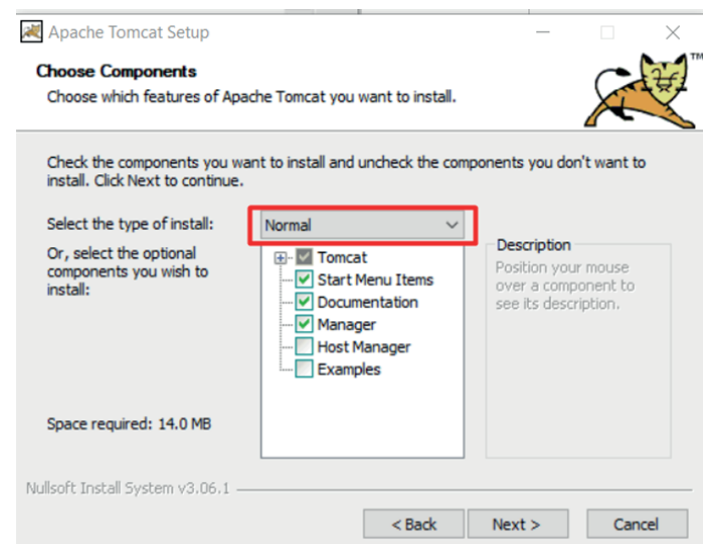 Apache Tomcat Setup
Choose Components
Choose which features of Apache Tomcat you want to install.
TM
Check the components you want to install and uncheck the components you don't want to
install. Click Next to continue.
Select the type of install:
Normal
Or, select the optional
components you wish to
install:
Tomcat
Start Menu Items
Documentation
Manager
Host Manager
Examples
Description
Position your mouse
over a component to
see its description.
Space required: 14.0 MB
Nullsoft Install System v3.06.1
< Back
Next >
Cancel